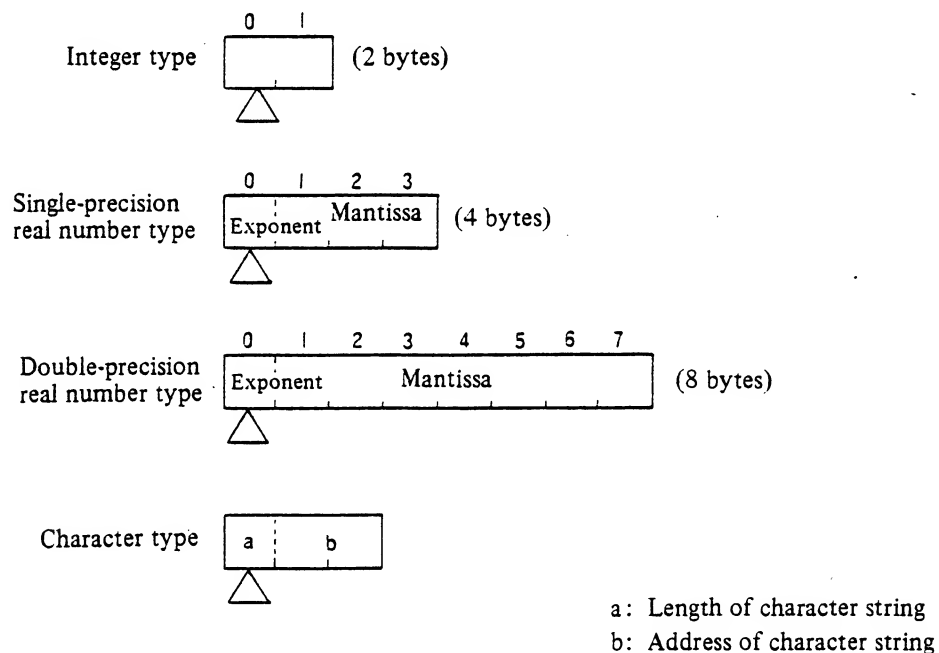 0 1
Integer type (2 bytes)
0 1 2 3
Single-precision
real number type
Exponent Mantissa (4 bytes)
0 1 2 3 4 5 6 7
Double-precision
real number type
Exponent Mantissa (8 bytes)
Character type a b
a: Length of character string
b: Address of character string